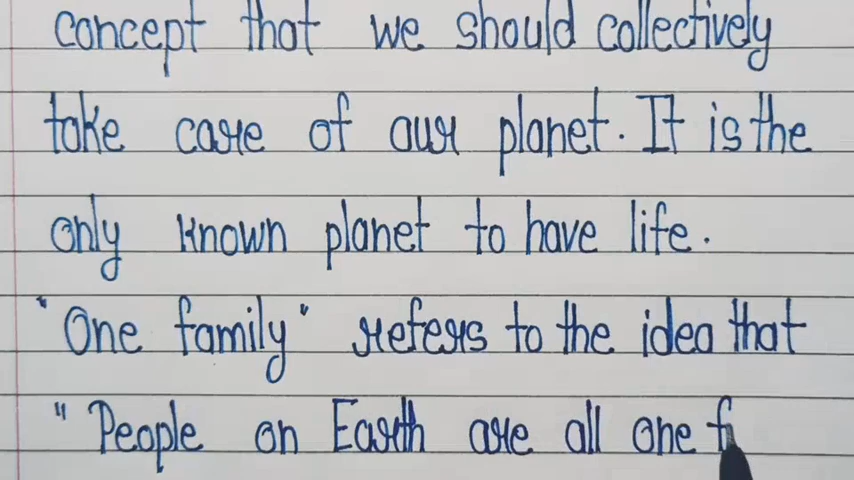 concept that we should collectively
take care of our planet. It is the
only known planet to have life.
"One family" refers to the idea that
"People on Earth are all one f